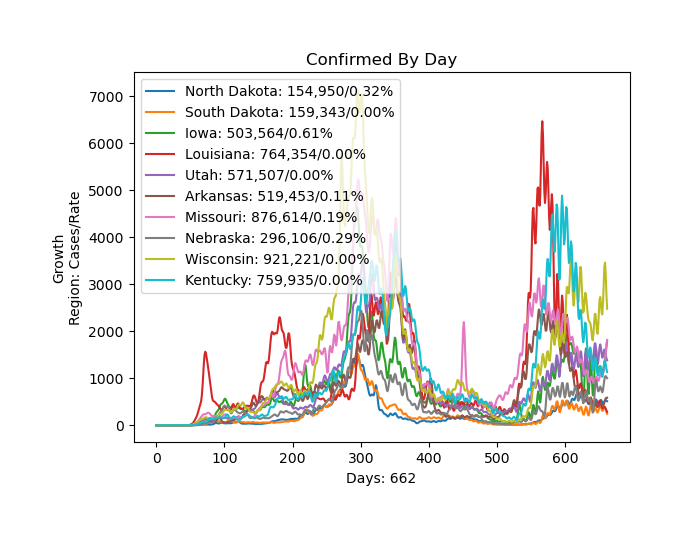 Confirmed By Day
7000
6000
5000
4000
3000
2000
1000
0
Growth
Region: Cases/Rate
North Dakota: 154,950/0.32%
South Dakota: 159,343/0.00%
Iowa: 503,564/0.61%
Louisiana: 764,354/0.00%
Utah: 571,507/0.00%
Arkansas: 519,453/0.11%
Missouri: 876,614/0.19%
Nebraska: 296,106/0.29%
Wisconsin: 921,221/0.00%
Kentucky: 759,935/0.00%
0 100 200 300 400 500 600
Days: 662